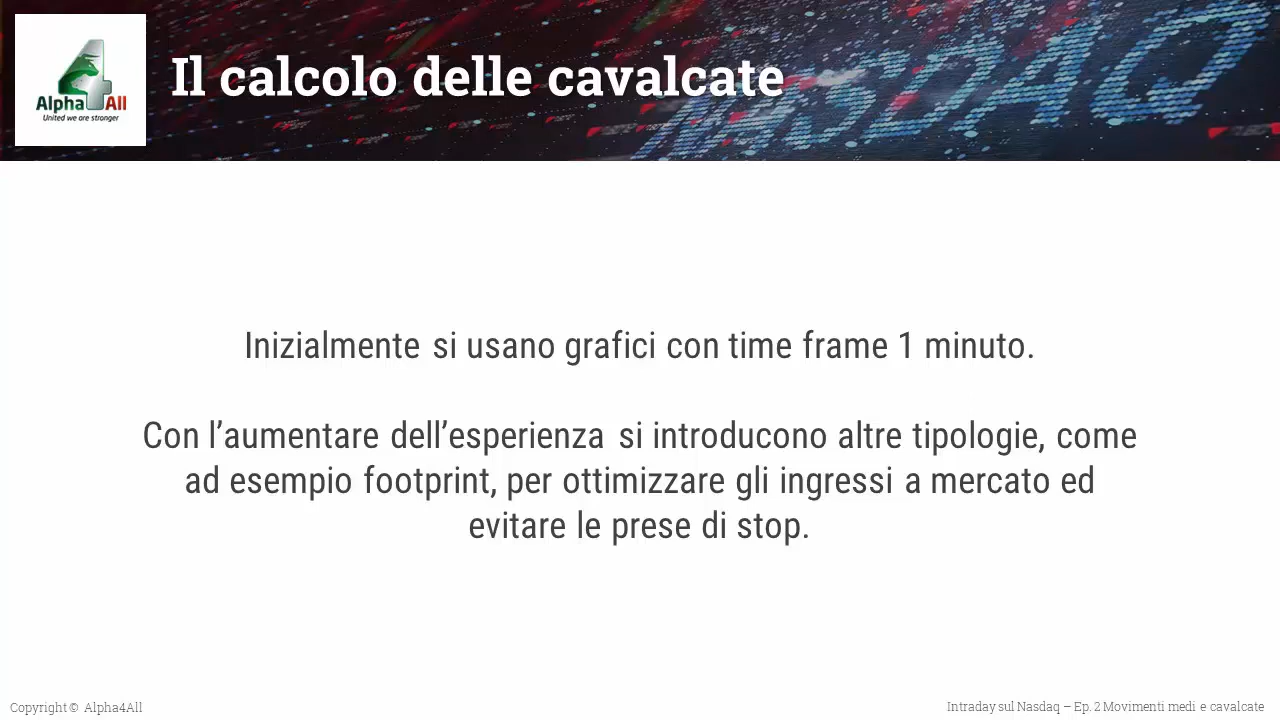 Alpha4All
United we are stronger
Il calcolo delle cavalcate
NASDAQ
Inizialmente si usano grafici con time frame 1 minuto.
Con l’aumentare dell’esperienza si introducono altre tipologie, come
ad esempio footprint, per ottimizzare gli ingressi a mercato ed
evitare le prese di stop.
Copyright © Alpha4All
Intraday sul Nasdaq – Ep. 2 Movimenti medi e cavalcate